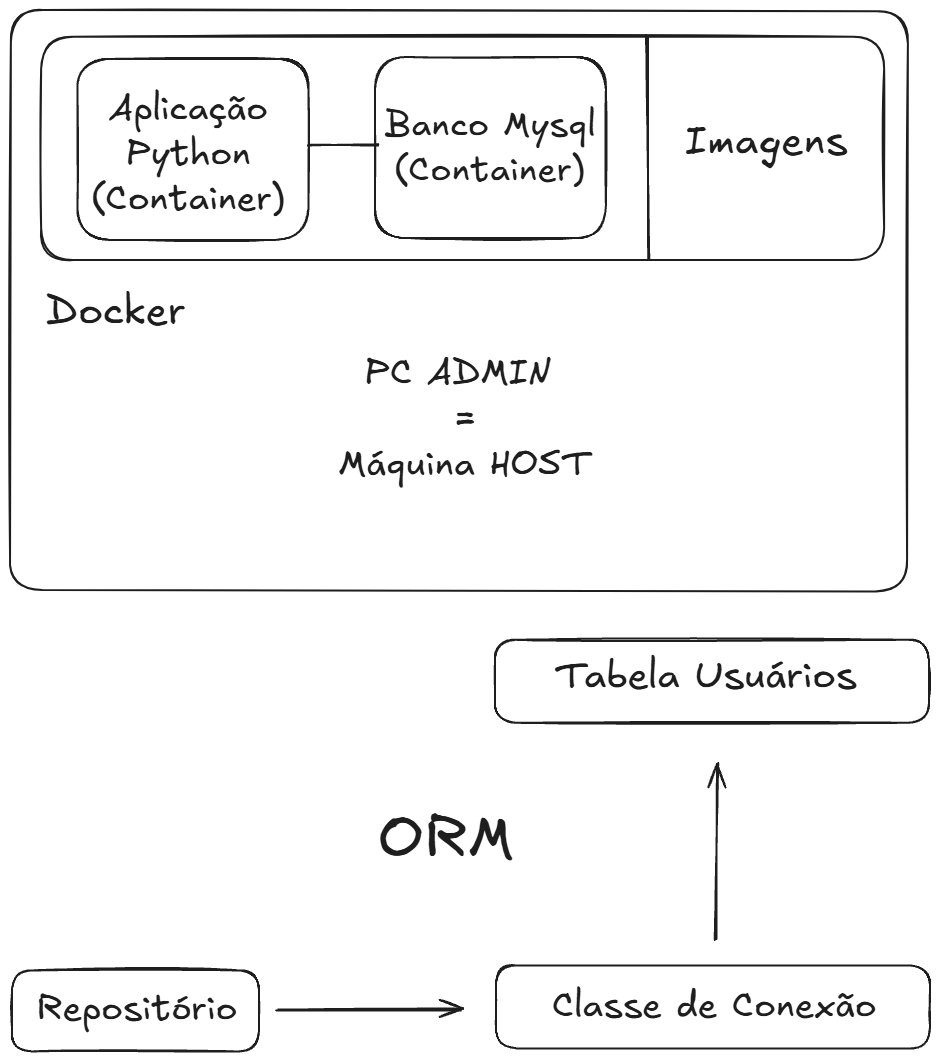 Aplicação
Python
(Container)
Banco Mysql
(Container)
Imagens
Docker
PC ADMIN
=
Máquina HOST
Tabela Usuários
ORM
Repositório
Classe de Conexão